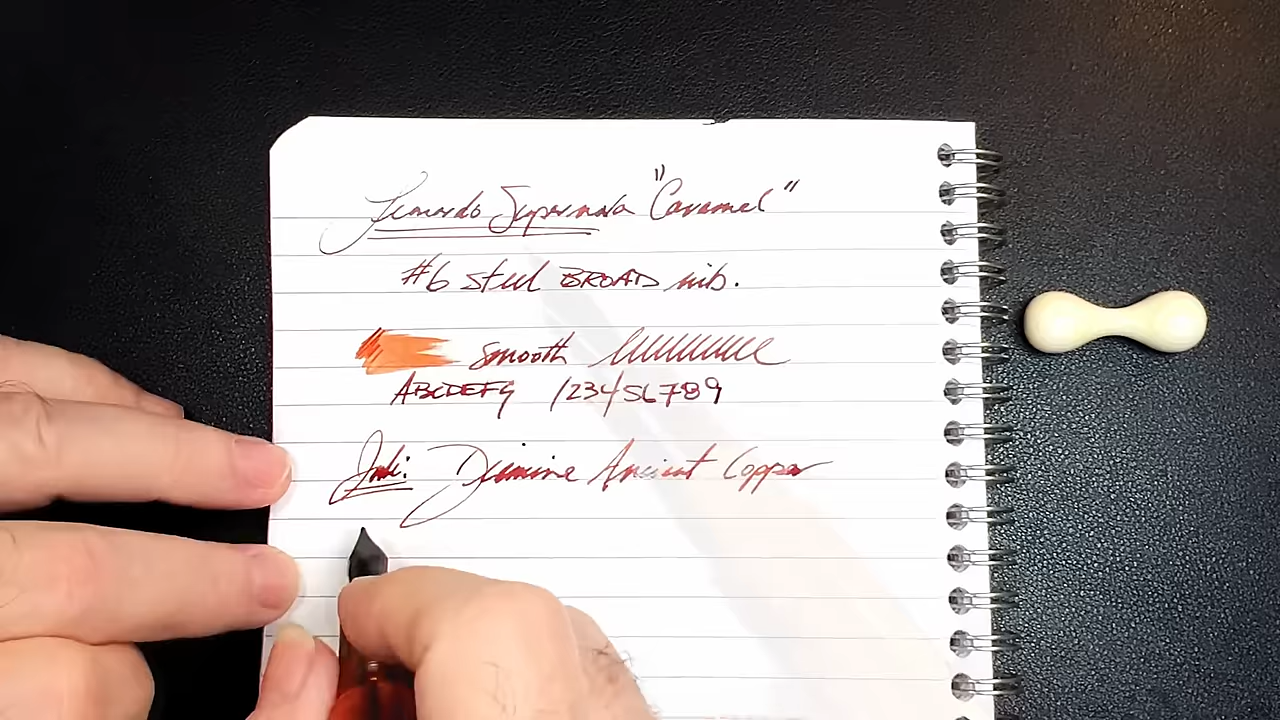 Leonardo Supernova "Caramel"
#6 Steel BROAD nib.
Smooth
ABCDEFG 123456789
Ink: Diamine Ancient Copper